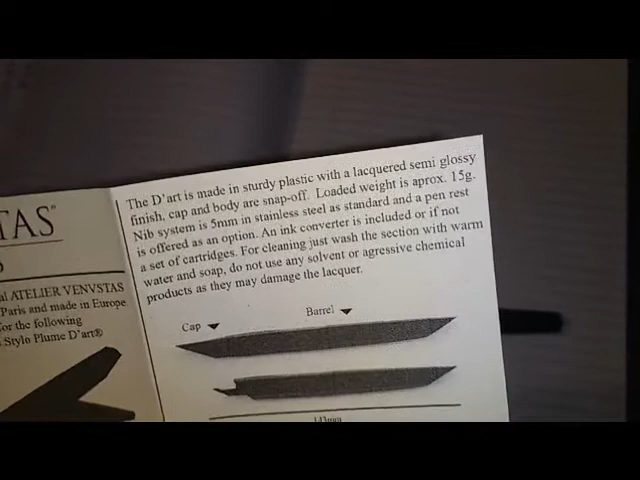 TAS"
al ATELIER VENVSTAS
Paris and made in Europe
for the following
Stylo Plume D'art®
The D'art is made in sturdy plastic with a lacquered semi glossy
finish, cap and body are snap-off. Loaded weight is aprox. 15g.
Nib system is 5mm in stainless steel as standard and a pen rest
is offered as an option. An ink converter is included or if not
a set of cartridges. For cleaning just wash the section with warm
water and soap, do not use any solvent or agressive chemical
products as they may damage the lacquer.
Cap Barrel